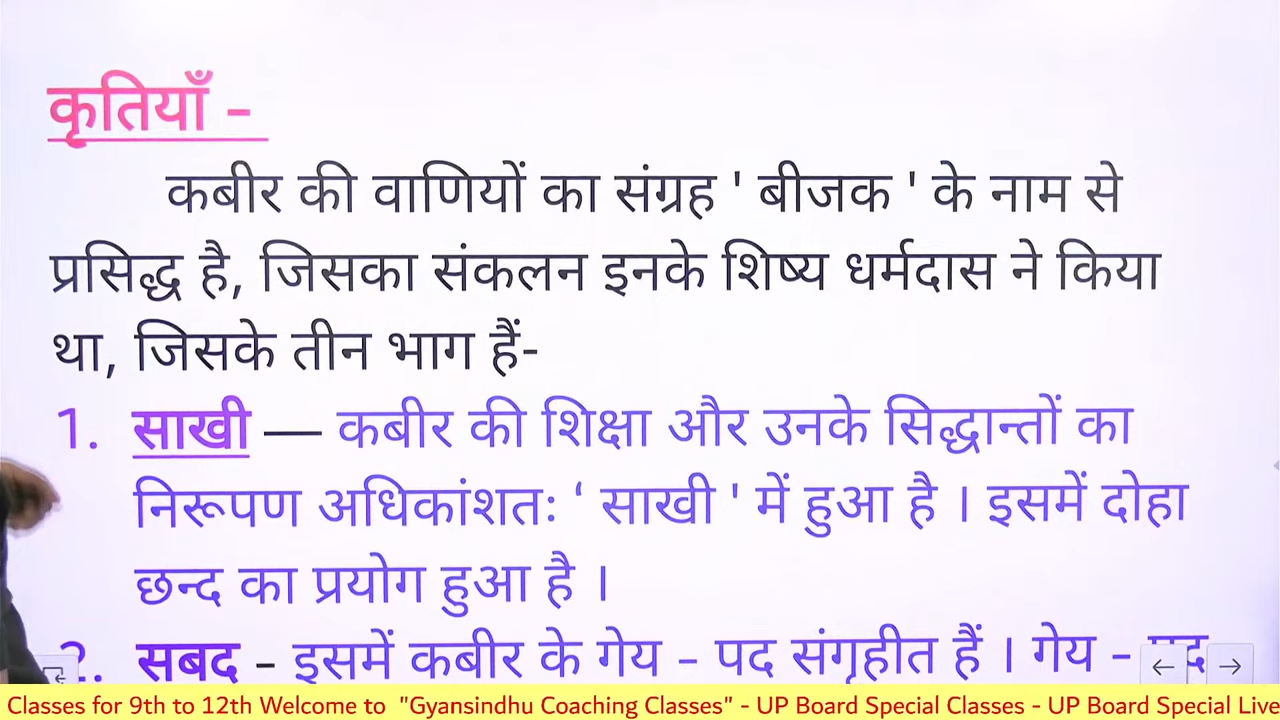 कृतियाँ -
कबीर की वाणियों का संग्रह ' बीजक ' के नाम से
प्रसिद्ध है, जिसका संकलन इनके शिष्य धर्मदास ने किया
था, जिसके तीन भाग हैं-
1. साखी — कबीर की शिक्षा और उनके सिद्धान्तों का
निरूपण अधिकांशतः ‘ साखी ' में हुआ है । इसमें दोहा
छन्द का प्रयोग हुआ है ।
2. सबद - इसमें कबीर के गेय - पद संगृहीत हैं । गेय -
Classes for 9th to 12th Welcome to "Gyansindhu Coaching Classes" - UP Board Special Classes - UP Board Special Live